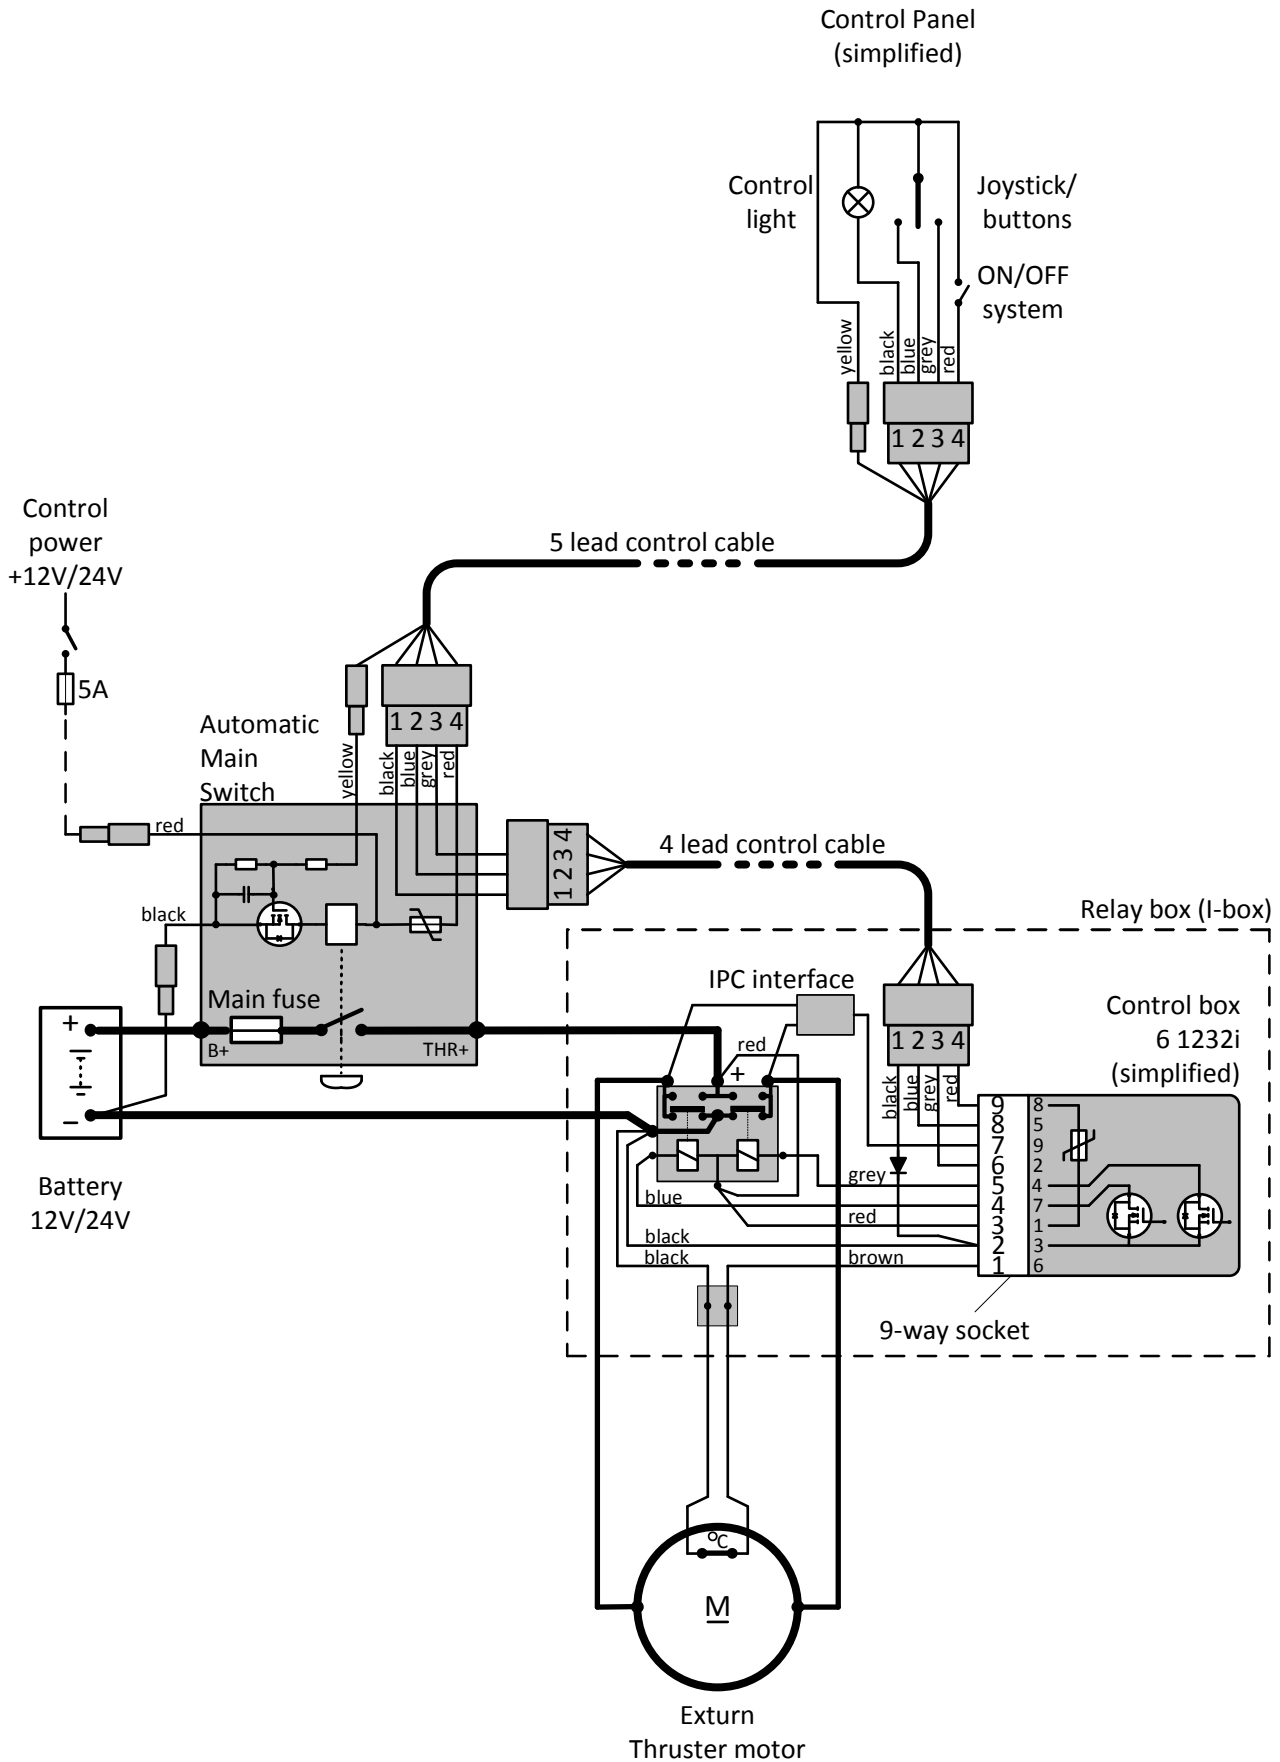 Control Panel
(simplified)
Control
light
Joystick/
buttons
ON/OFF
system
yellow
black
blue
grey
red
1 2 3 4
Control
power
+12V/24V
5 lead control cable
5A
1 2 3 4
Automatic
Main
Switch
yellow
black
blue
grey
red
red
1 2 3 4
4 lead control cable
black
Relay box (I-box)
IPC interface
Main fuse
B+
THR+
+
-
Battery
12V/24V
red
+
1 2 3 4
Control box
6 1232i
(simplified)
black
blue
grey
red
9 8
8 5
7 9
6 2
5 4
4 7
3 1
2 3
1 6
grey
blue
red
black
black
brown
9-way socket
°C
M
Exturn
Thruster motor